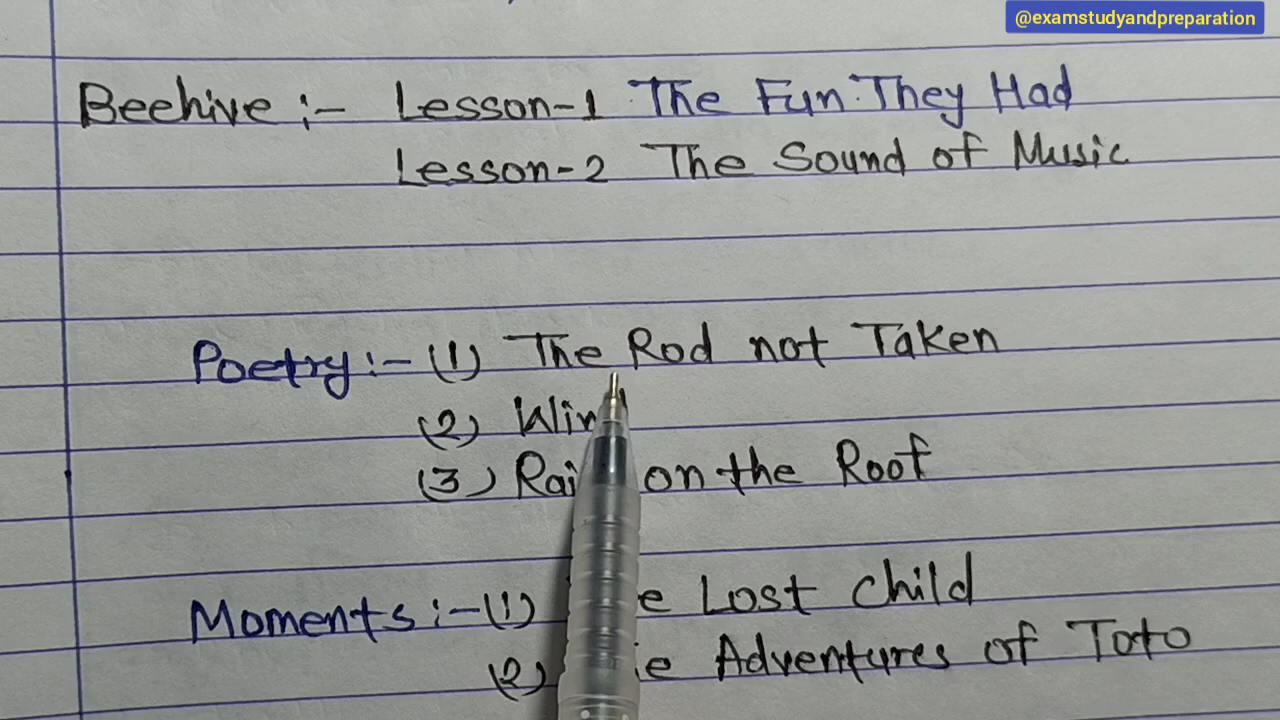 @examstudyandpreparation
Beehive :- Lesson-1 The Fun They Had
Lesson-2 The Sound of Music
Poetry :- (1) The Rod not Taken
(2)
(3) on the Roof
Moments :- (1) Lost Child
(2) Adventures of Toto